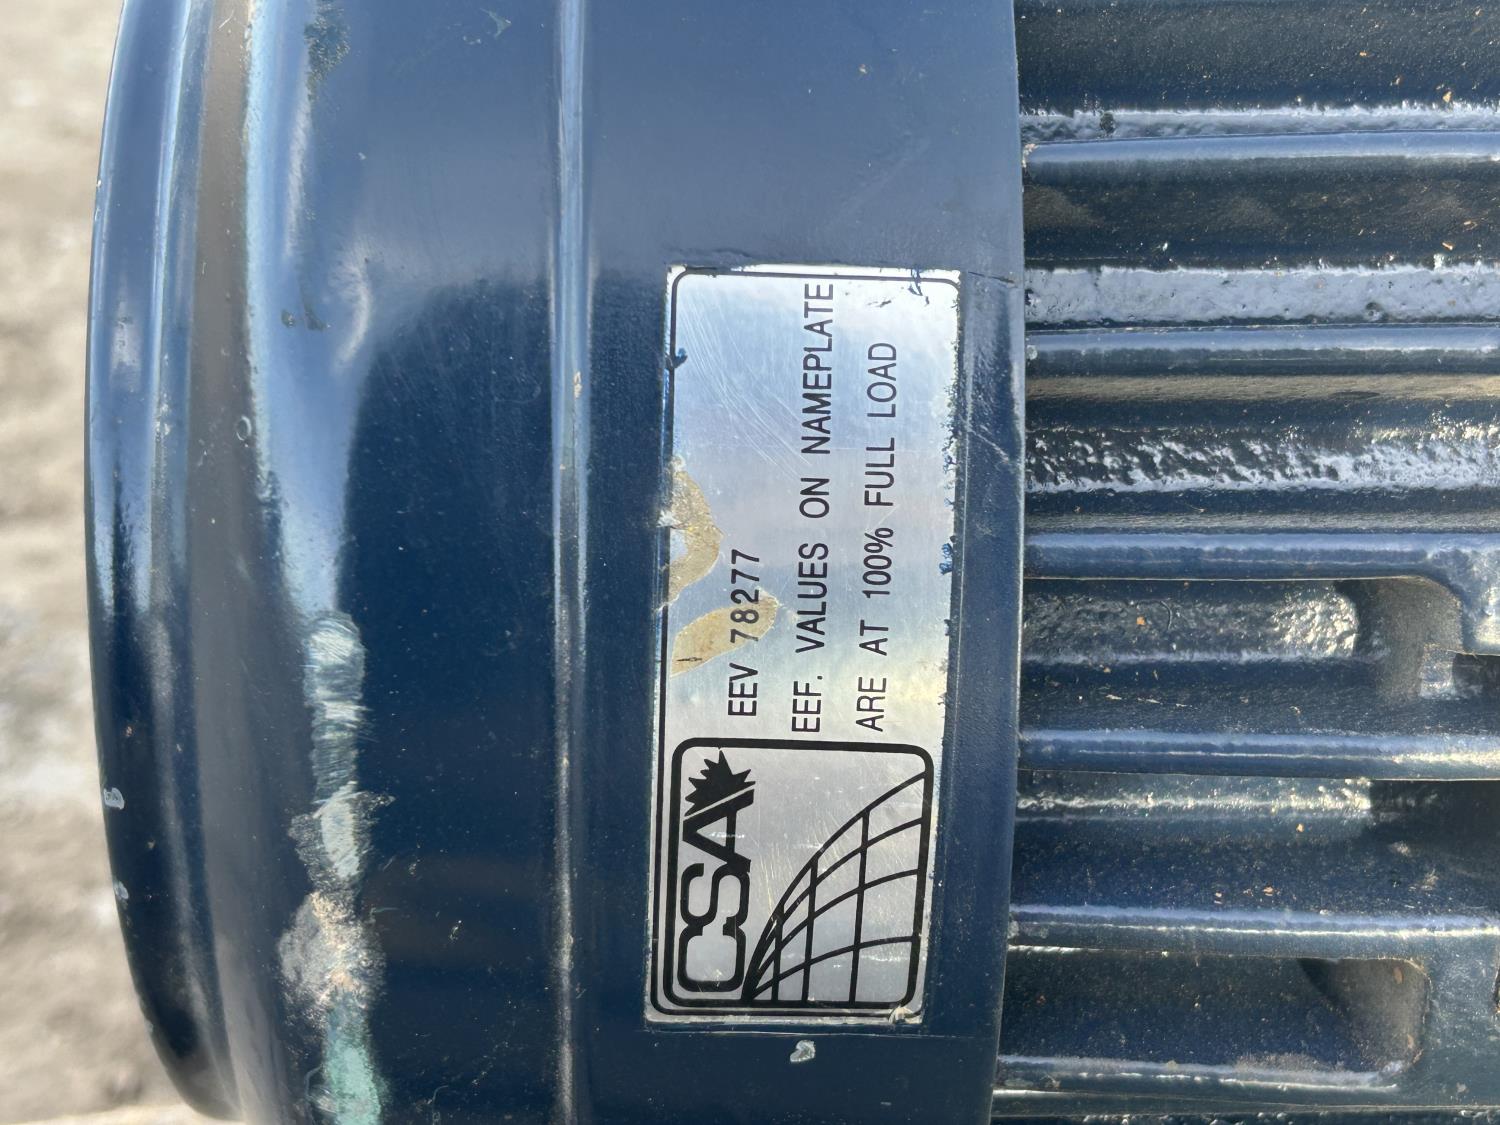 CSA
EEV 78277
EEF. VALUES ON NAMEPLATE
ARE AT 100% FULL LOAD